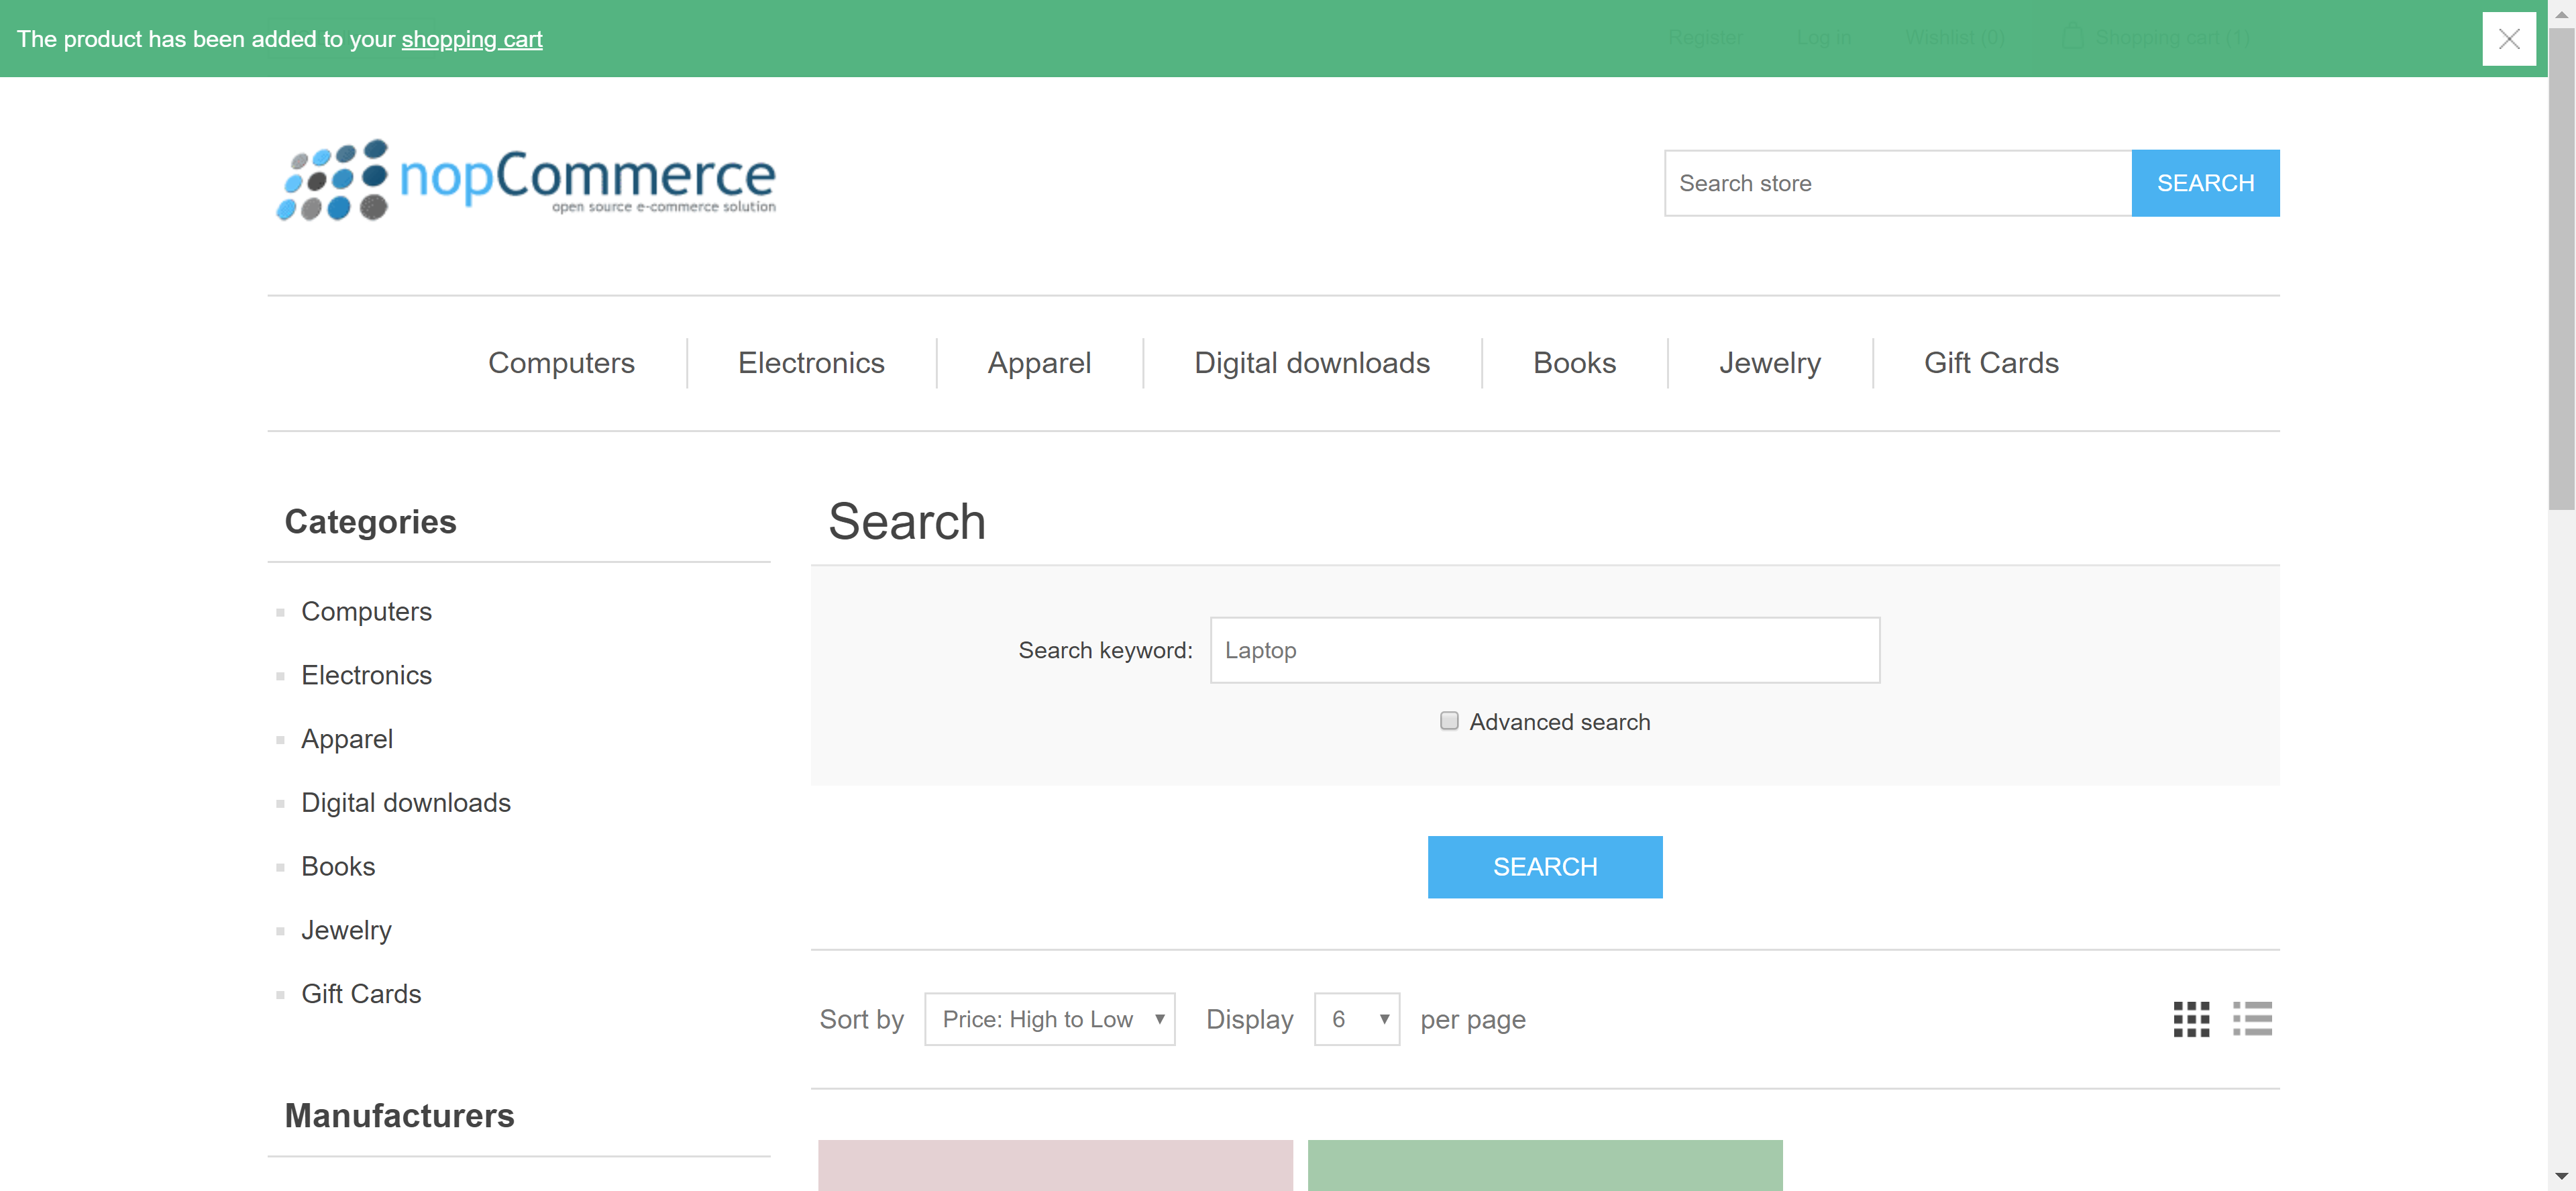 The product has been added to your shopping cart
Register Log in Wishlist (0) Shopping cart (1)
nopCommerce
open source e-commerce solution
Search store SEARCH
Computers Electronics Apparel Digital downloads Books Jewelry Gift Cards
Categories
Computers
Electronics
Apparel
Digital downloads
Books
Jewelry
Gift Cards
Manufacturers
Search
Search keyword: Laptop
Advanced search
SEARCH
Sort by Price: High to Low Display 6 per page